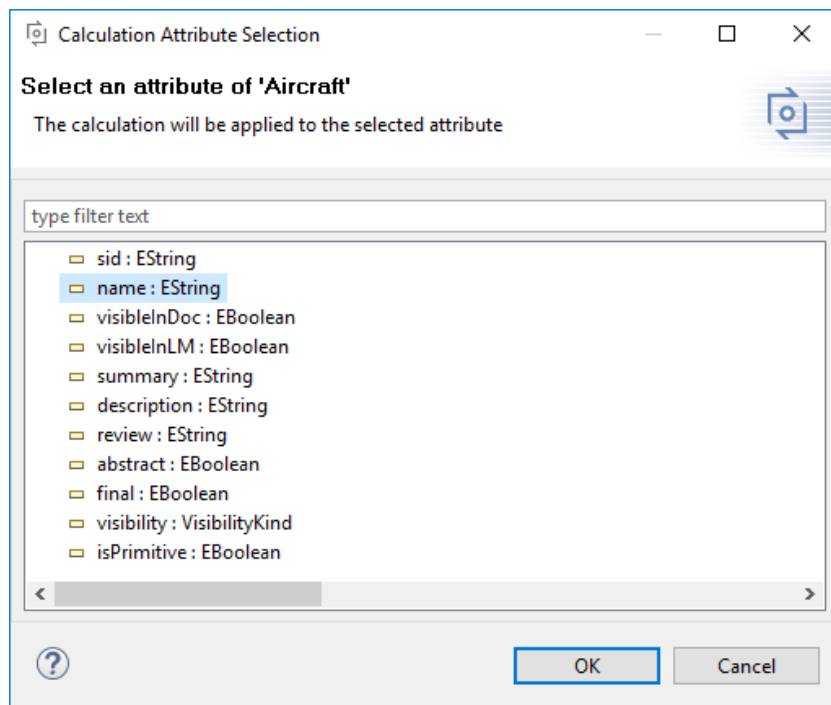 Calculation Attribute Selection
Select an attribute of 'Aircraft'
The calculation will be applied to the selected attribute
type filter text
sid : EString
name : EString
visibleInDoc : EBoolean
visibleInLM : EBoolean
summary : EString
description : EString
review : EString
abstract : EBoolean
final : EBoolean
visibility : VisibilityKind
isPrimitive : EBoolean
OK Cancel